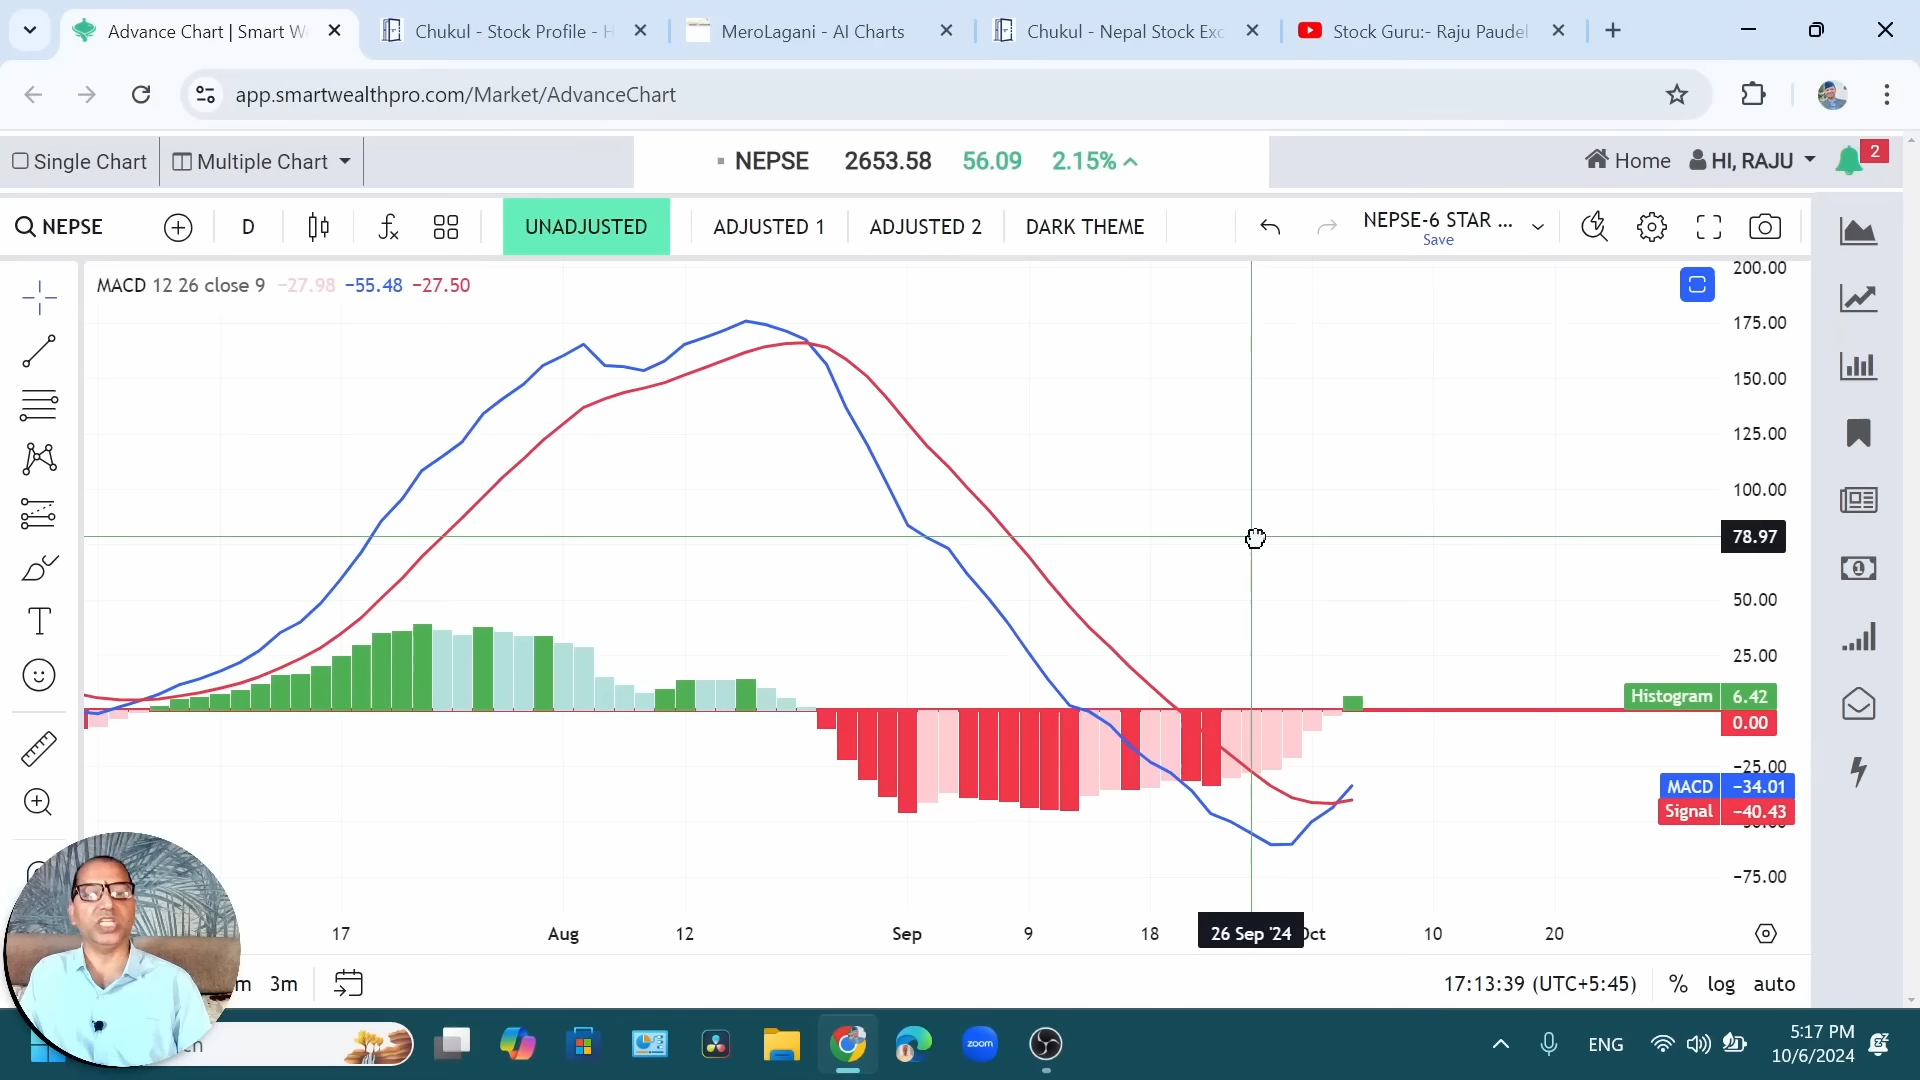 Advance Chart | Smart W
Chukul - Stock Profile - H
MeroLagani - AI Charts
Chukul - Nepal Stock Exc
Stock Guru:- Raju Paudel
app.smartwealthpro.com/Market/AdvanceChart
Single Chart
Multiple Chart
NEPSE 2653.58 56.09 2.15%
Home
HI, RAJU
2
NEPSE
D
UNADJUSTED
ADJUSTED 1
ADJUSTED 2
DARK THEME
NEPSE-6 STAR ...
Save
MACD 12 26 close 9 −27.98 −55.48 −27.50
200.00
175.00
150.00
125.00
100.00
78.97
50.00
25.00
Histogram 6.42
0.00
−25.00
MACD −34.01
Signal −40.43
−75.00
17 Aug 12 Sep 9 18 26 Sep '24 Oct 10 20
m 3m
17:13:39 (UTC+5:45) % log auto
zoom
ENG
5:17 PM
10/6/2024